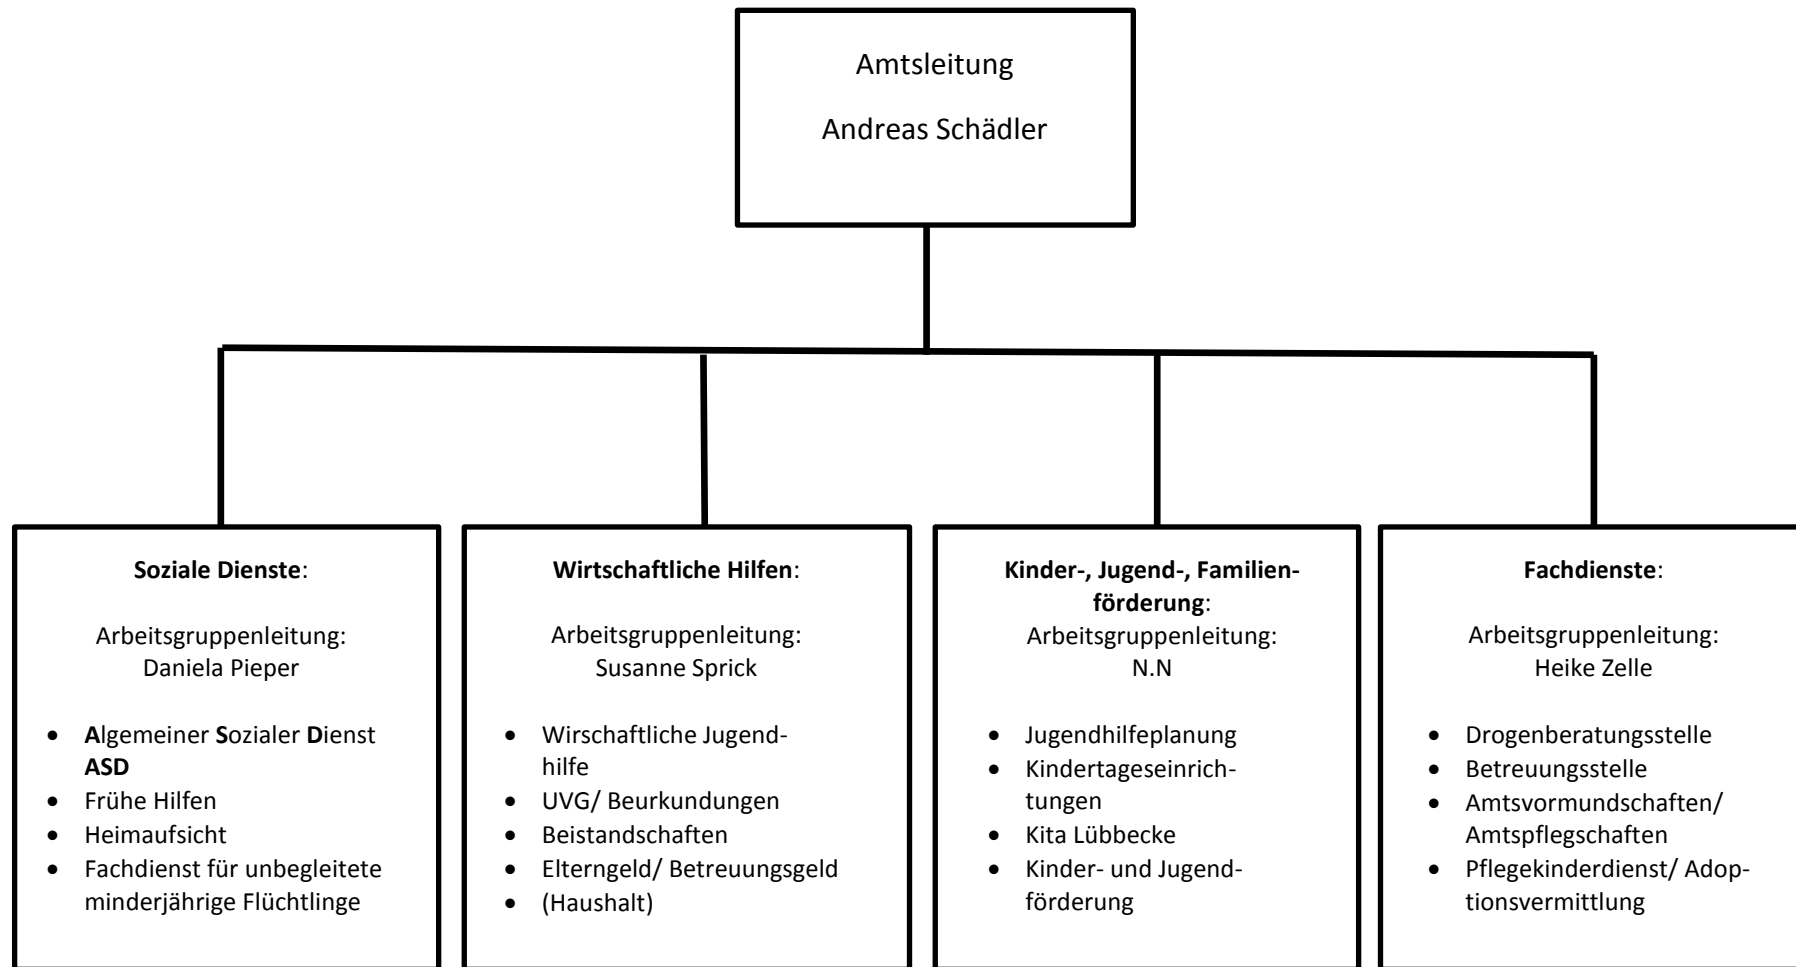 Amtsleitung
Andreas Schädler
Soziale Dienste:
Arbeitsgruppenleitung:
Daniela Pieper
• Algemeiner Sozialer Dienst
ASD
• Frühe Hilfen
• Heimaufsicht
• Fachdienst für unbegleitete
minderjährige Flüchtlinge
Wirtschaftliche Hilfen:
Arbeitsgruppenleitung:
Susanne Sprick
• Wirschaftliche Jugend-
hilfe
• UVG/ Beurkundungen
• Beistandschaften
• Elterngeld/ Betreuungsgeld
• (Haushalt)
Kinder-, Jugend-, Familien-
förderung:
Arbeitsgruppenleitung:
N.N
• Jugendhilfeplanung
• Kindertageseinrich-
tungen
• Kita Lübbecke
• Kinder- und Jugend-
förderung
Fachdienste:
Arbeitsgruppenleitung:
Heike Zelle
• Drogenberatungsstelle
• Betreuungsstelle
• Amtsvormundschaften/
Amtspflegschaften
• Pflegekinderdienst/ Adop-
tionsvermittlung